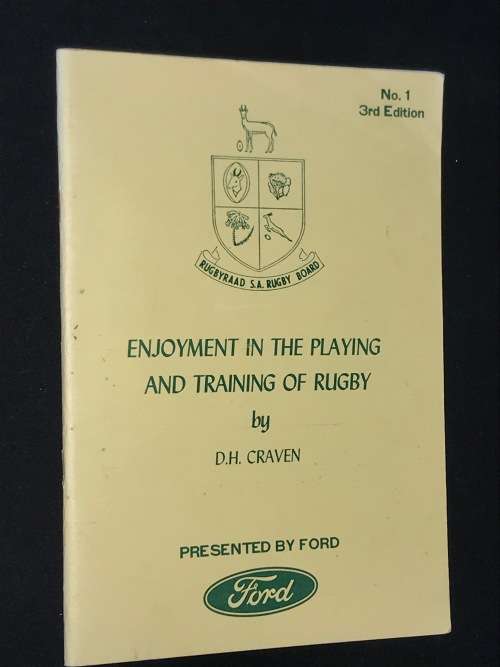 No. 1
3rd Edition
RUGBYRAAD S.A. RUGBY BOARD
ENJOYMENT IN THE PLAYING
AND TRAINING OF RUGBY
by
D.H. CRAVEN
PRESENTED BY FORD
Ford